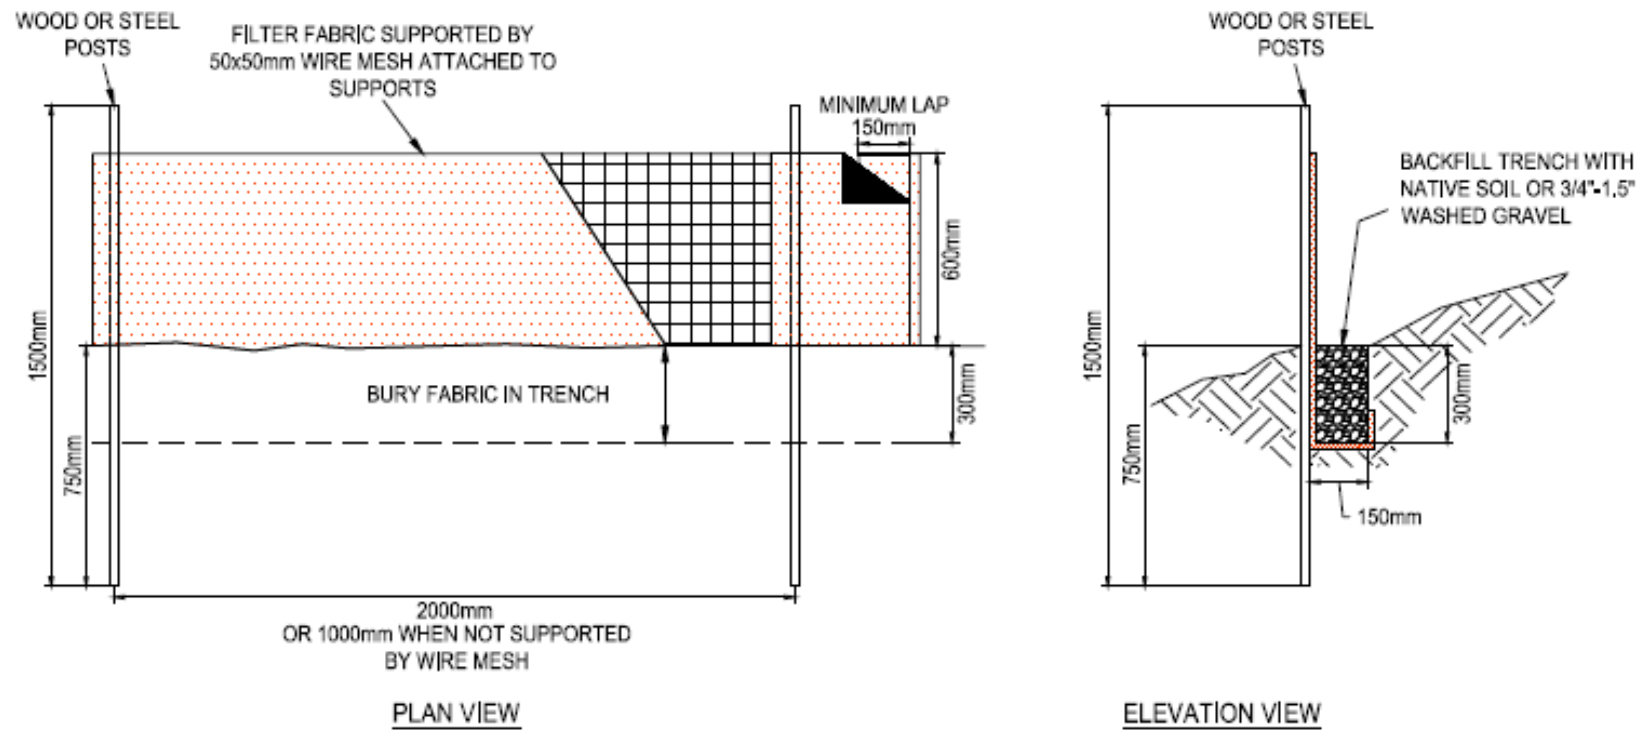 WOOD OR STEEL
POSTS
FILTER FABRIC SUPPORTED BY
50x50mm WIRE MESH ATTACHED TO
SUPPORTS
MINIMUM LAP
150mm
600mm
1500mm
BURY FABRIC IN TRENCH
300mm
750mm
2000mm
OR 1000mm WHEN NOT SUPPORTED
BY WIRE MESH
PLAN VIEW
WOOD OR STEEL
POSTS
BACKFILL TRENCH WITH
NATIVE SOIL OR 3/4"-1.5"
WASHED GRAVEL
1500mm
300mm
750mm
150mm
ELEVATION VIEW